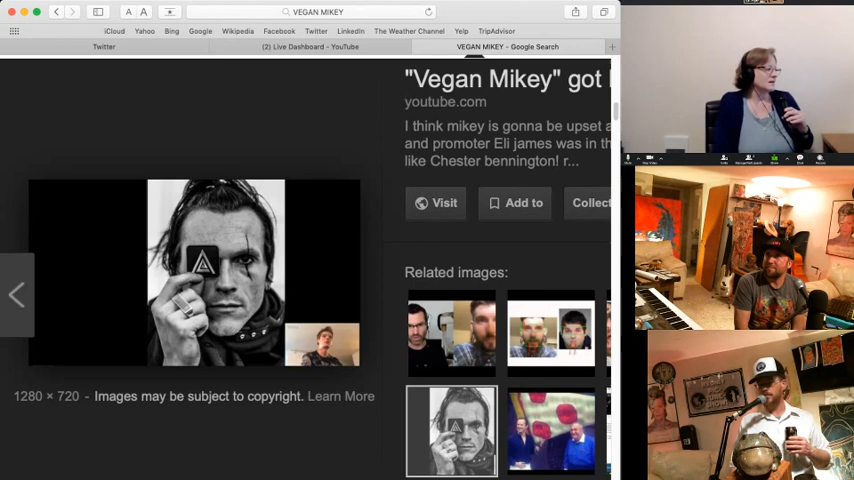 A A
VEGAN MIKEY
iCloud Yahoo Bing Google Wikipedia Facebook Twitter LinkedIn The Weather Channel Yelp TripAdvisor
Twitter
(2) Live Dashboard - YouTube
VEGAN MIKEY - Google Search
"Vegan Mikey" got
youtube.com
I think mikey is gonna be upset a
and promoter Eli james was in th
like Chester bennington! r...
Visit
Add to
Collect
Related images:
1280 × 720 - Images may be subject to copyright. Learn More